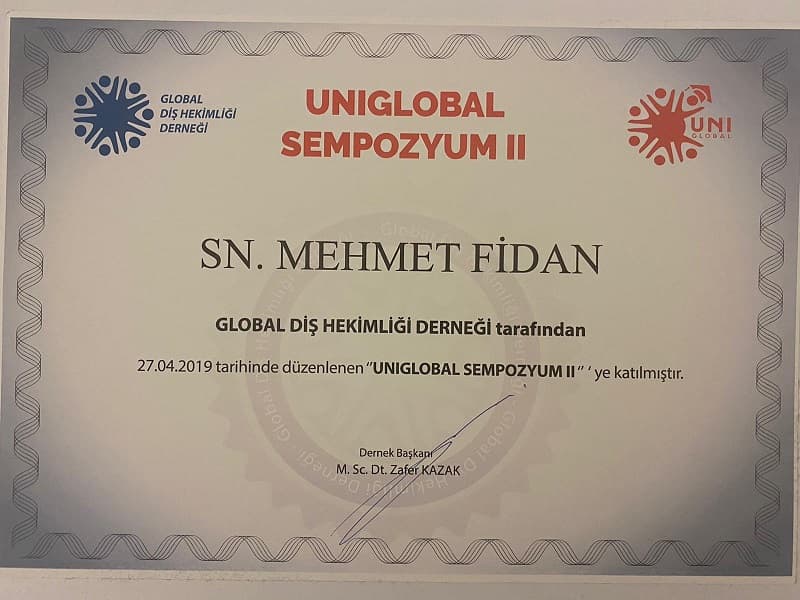 GLOBAL
DİŞ HEKİMLİĞİ
DERNEĞİ
UNIGLOBAL
SEMPOZYUM II
UNI
GLOBAL
SN. MEHMET FİDAN
GLOBAL DİŞ HEKİMLİĞİ DERNEĞİ tarafından
27.04.2019 tarihinde düzenlenen "UNIGLOBAL SEMPOZYUM II" ' ye katılmıştır.
Dernek Başkanı
M. Sc. Dt. Zafer KAZAK